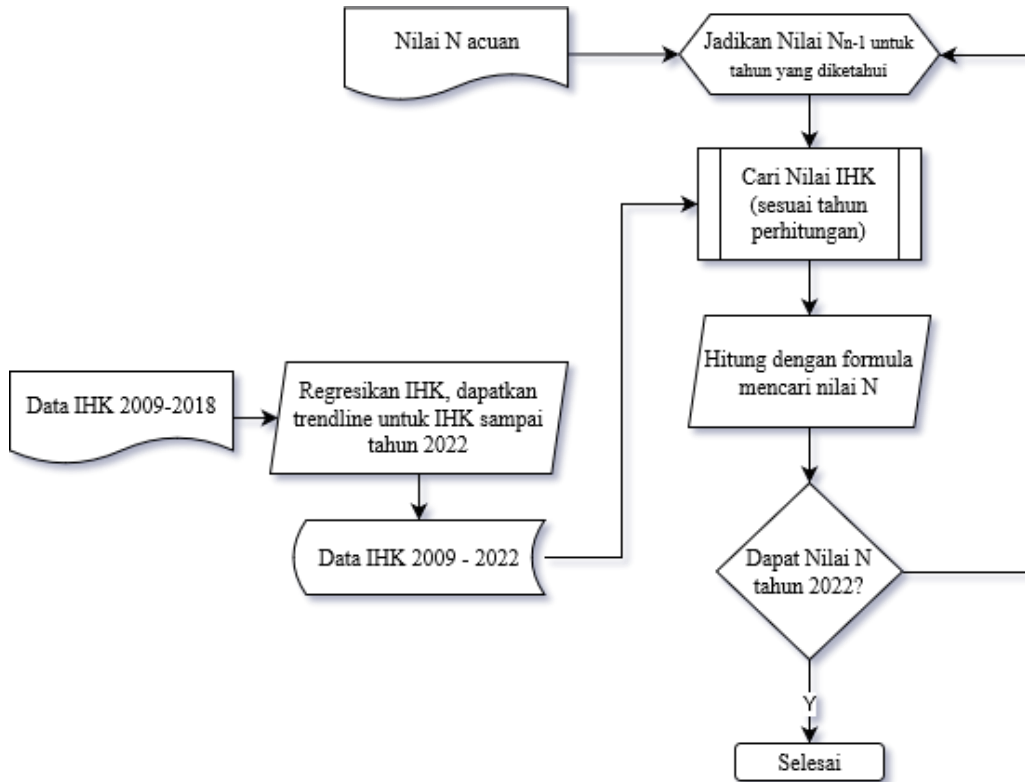 Nilai N acuan
Jadikan Nilai Nn-1 untuk
tahun yang diketahui
Cari Nilai IHK
(sesuai tahun
perhitungan)
Hitung dengan formula
mencari nilai N
Data IHK 2009-2018
Regresikan IHK, dapatkan
trendline untuk IHK sampai
tahun 2022
Data IHK 2009 - 2022
Dapat Nilai N
tahun 2022?
Y
Selesai